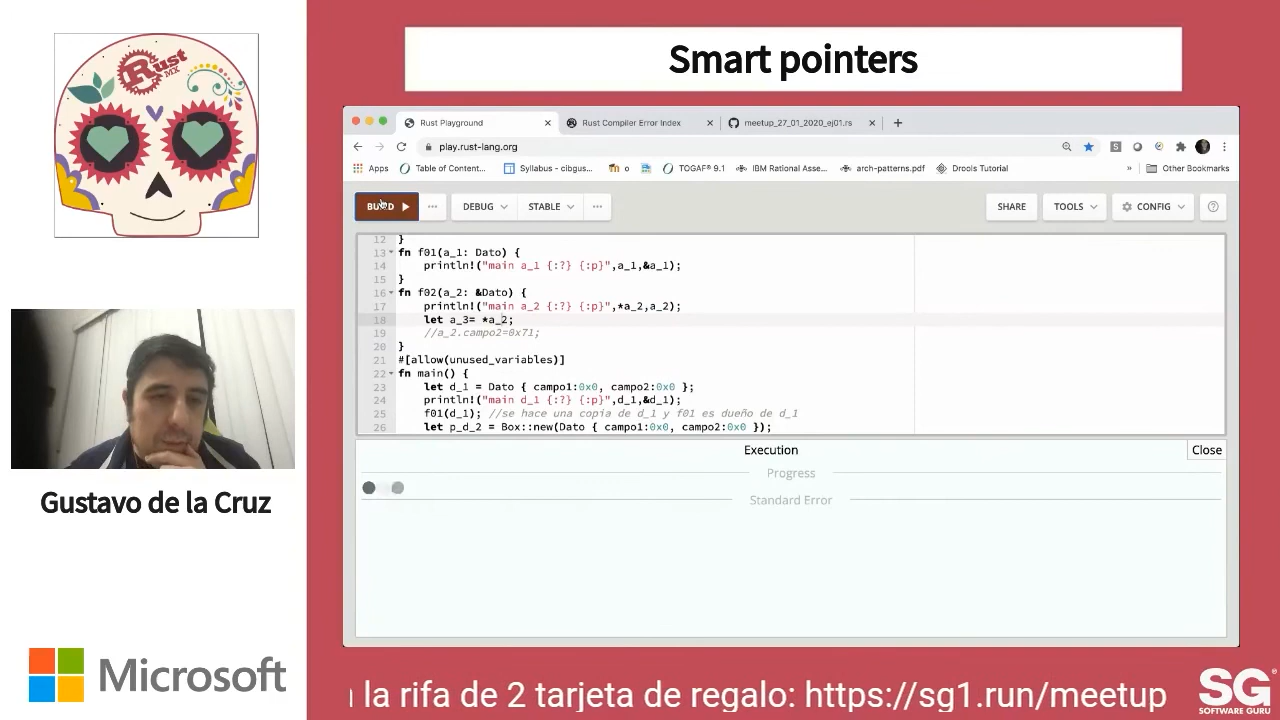 Smart pointers
Rust MX
Rust Playground
Rust Compiler Error Index
meetup_27_01_2020_ej01.rs
play.rust-lang.org
Apps
Table of Content...
Syllabus - cibgus...
o
TOGAF® 9.1
IBM Rational Asse...
arch-patterns.pdf
Drools Tutorial
»
Other Bookmarks
BUILD
DEBUG
STABLE
SHARE
TOOLS
CONFIG
12 }
13 fn f01(a_1: Dato) {
14 println!("main a_1 {:?} {:p}",a_1,&a_1);
15 }
16 fn f02(a_2: &Dato) {
17 println!("main a_2 {:?} {:p}",*a_2,a_2);
18 let a_3= *a_2;
19 //a_2.campo2=0x71;
20 }
21 #[allow(unused_variables)]
22 fn main() {
23 let d_1 = Dato { campo1:0x0, campo2:0x0 };
24 println!("main d_1 {:?} {:p}",d_1,&d_1);
25 f01(d_1); //se hace una copia de d_1 y f01 es dueño de d_1
26 let p_d_2 = Box::new(Dato { campo1:0x0, campo2:0x0 });
Execution
Close
Progress
Standard Error
Gustavo de la Cruz
Microsoft
la rifa de 2 tarjeta de regalo: https://sg1.run/meetup
SG
SOFTWARE GURU